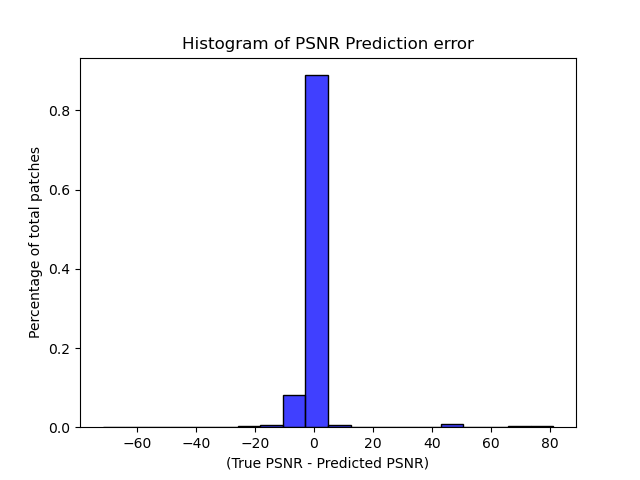 Histogram of PSNR Prediction error
Percentage of total patches
0.8
0.6
0.4
0.2
0.0
−60 −40 −20 0 20 40 60 80
(True PSNR - Predicted PSNR)